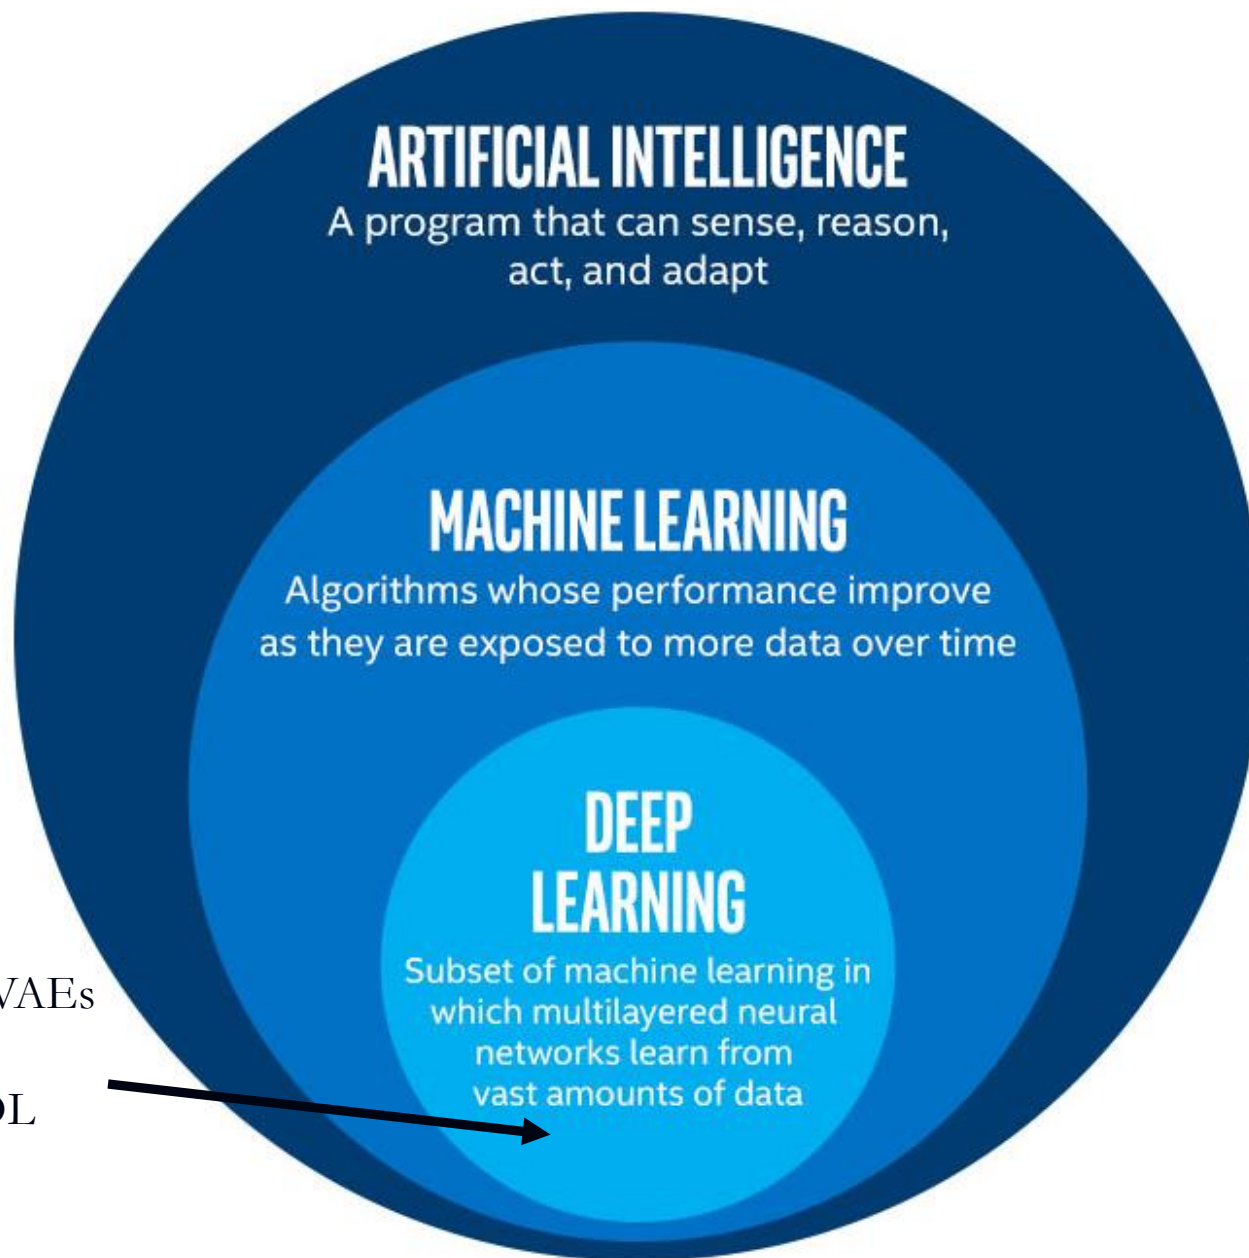 ARTIFICIAL INTELLIGENCE
A program that can sense, reason,
act, and adapt
MACHINE LEARNING
Algorithms whose performance improve
as they are exposed to more data over time
DEEP
LEARNING
Subset of machine learning in
which multilayered neural
networks learn from
vast amounts of data
VAEs
DL